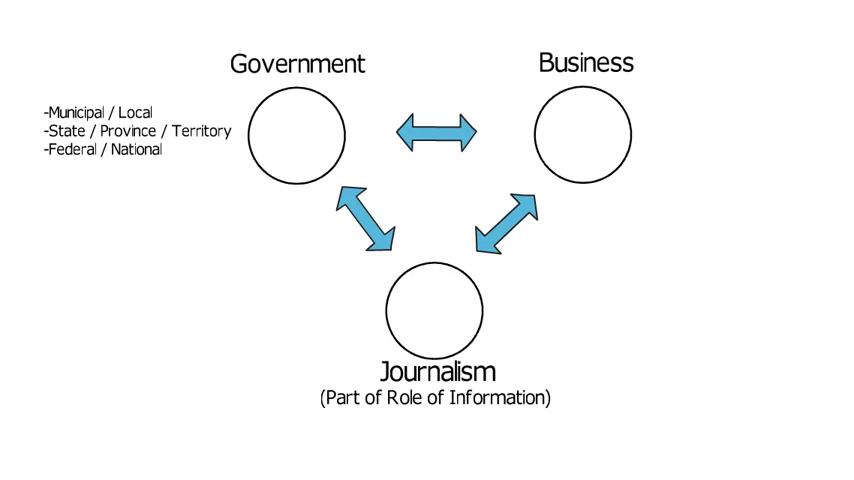 Government
Business
-Municipal / Local
-State / Province / Territory
-Federal / National
Journalism
(Part of Role of Information)